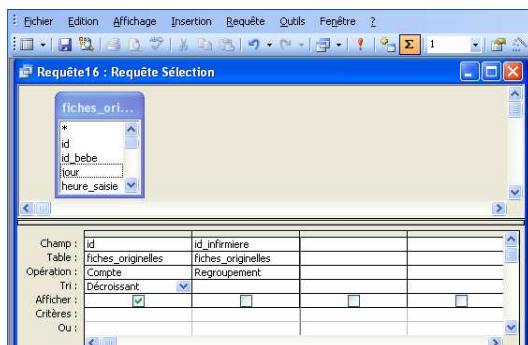 Fichier Edition Affichage Insertion Requête Outils Fenêtre ?
Σ 1
Requête16 : Requête Sélection
fiches_ori...
*
id
id_bebe
jour
heure_saisie
Champ : id id_infirmiere
Table : fiches_originelles fiches_originelles
Opération : Compte Regroupement
Tri : Décroissant
Afficher :
Critères :
Ou :